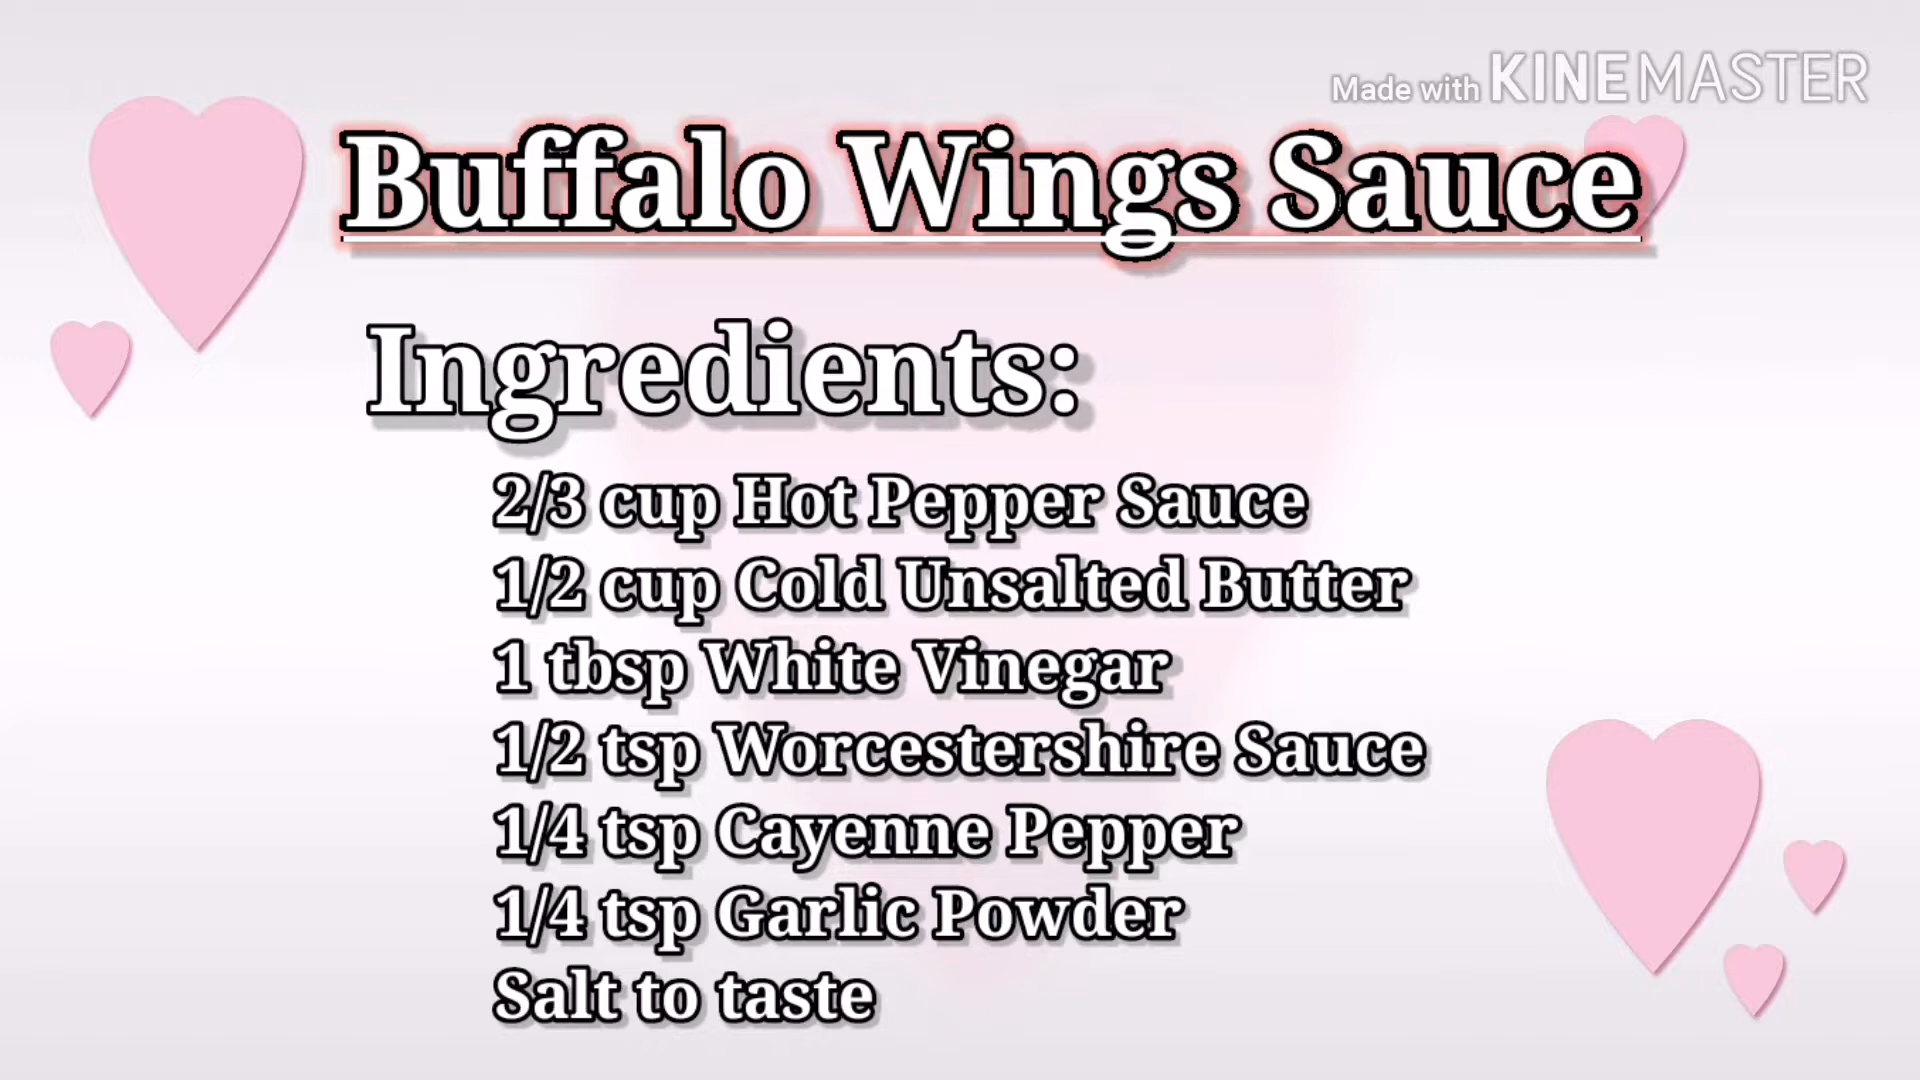 Made with KINEMASTER
Buffalo Wings Sauce
Ingredients:
2/3 cup Hot Pepper Sauce
1/2 cup Cold Unsalted Butter
1 tbsp White Vinegar
1/2 tsp Worcestershire Sauce
1/4 tsp Cayenne Pepper
1/4 tsp Garlic Powder
Salt to taste